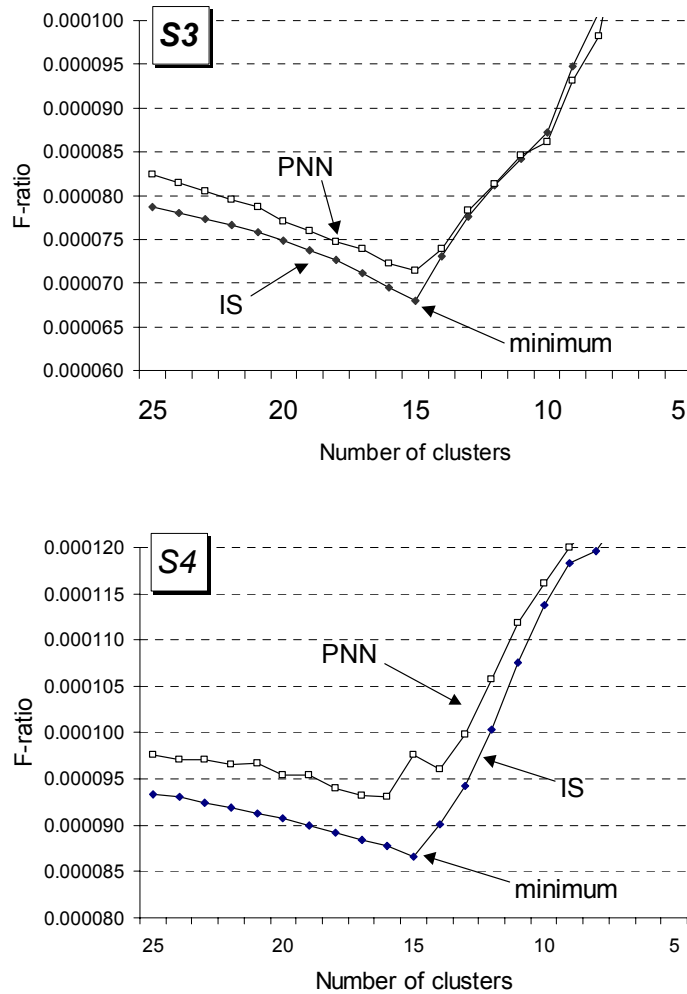 S3
0.000100
0.000095
0.000090
0.000085
0.000080
0.000075
0.000070
0.000065
0.000060
F-ratio
PNN
IS
minimum
25 20 15 10 5
Number of clusters
S4
0.000120
0.000115
0.000110
0.000105
0.000100
0.000095
0.000090
0.000085
0.000080
F-ratio
PNN
IS
minimum
25 20 15 10 5
Number of clusters